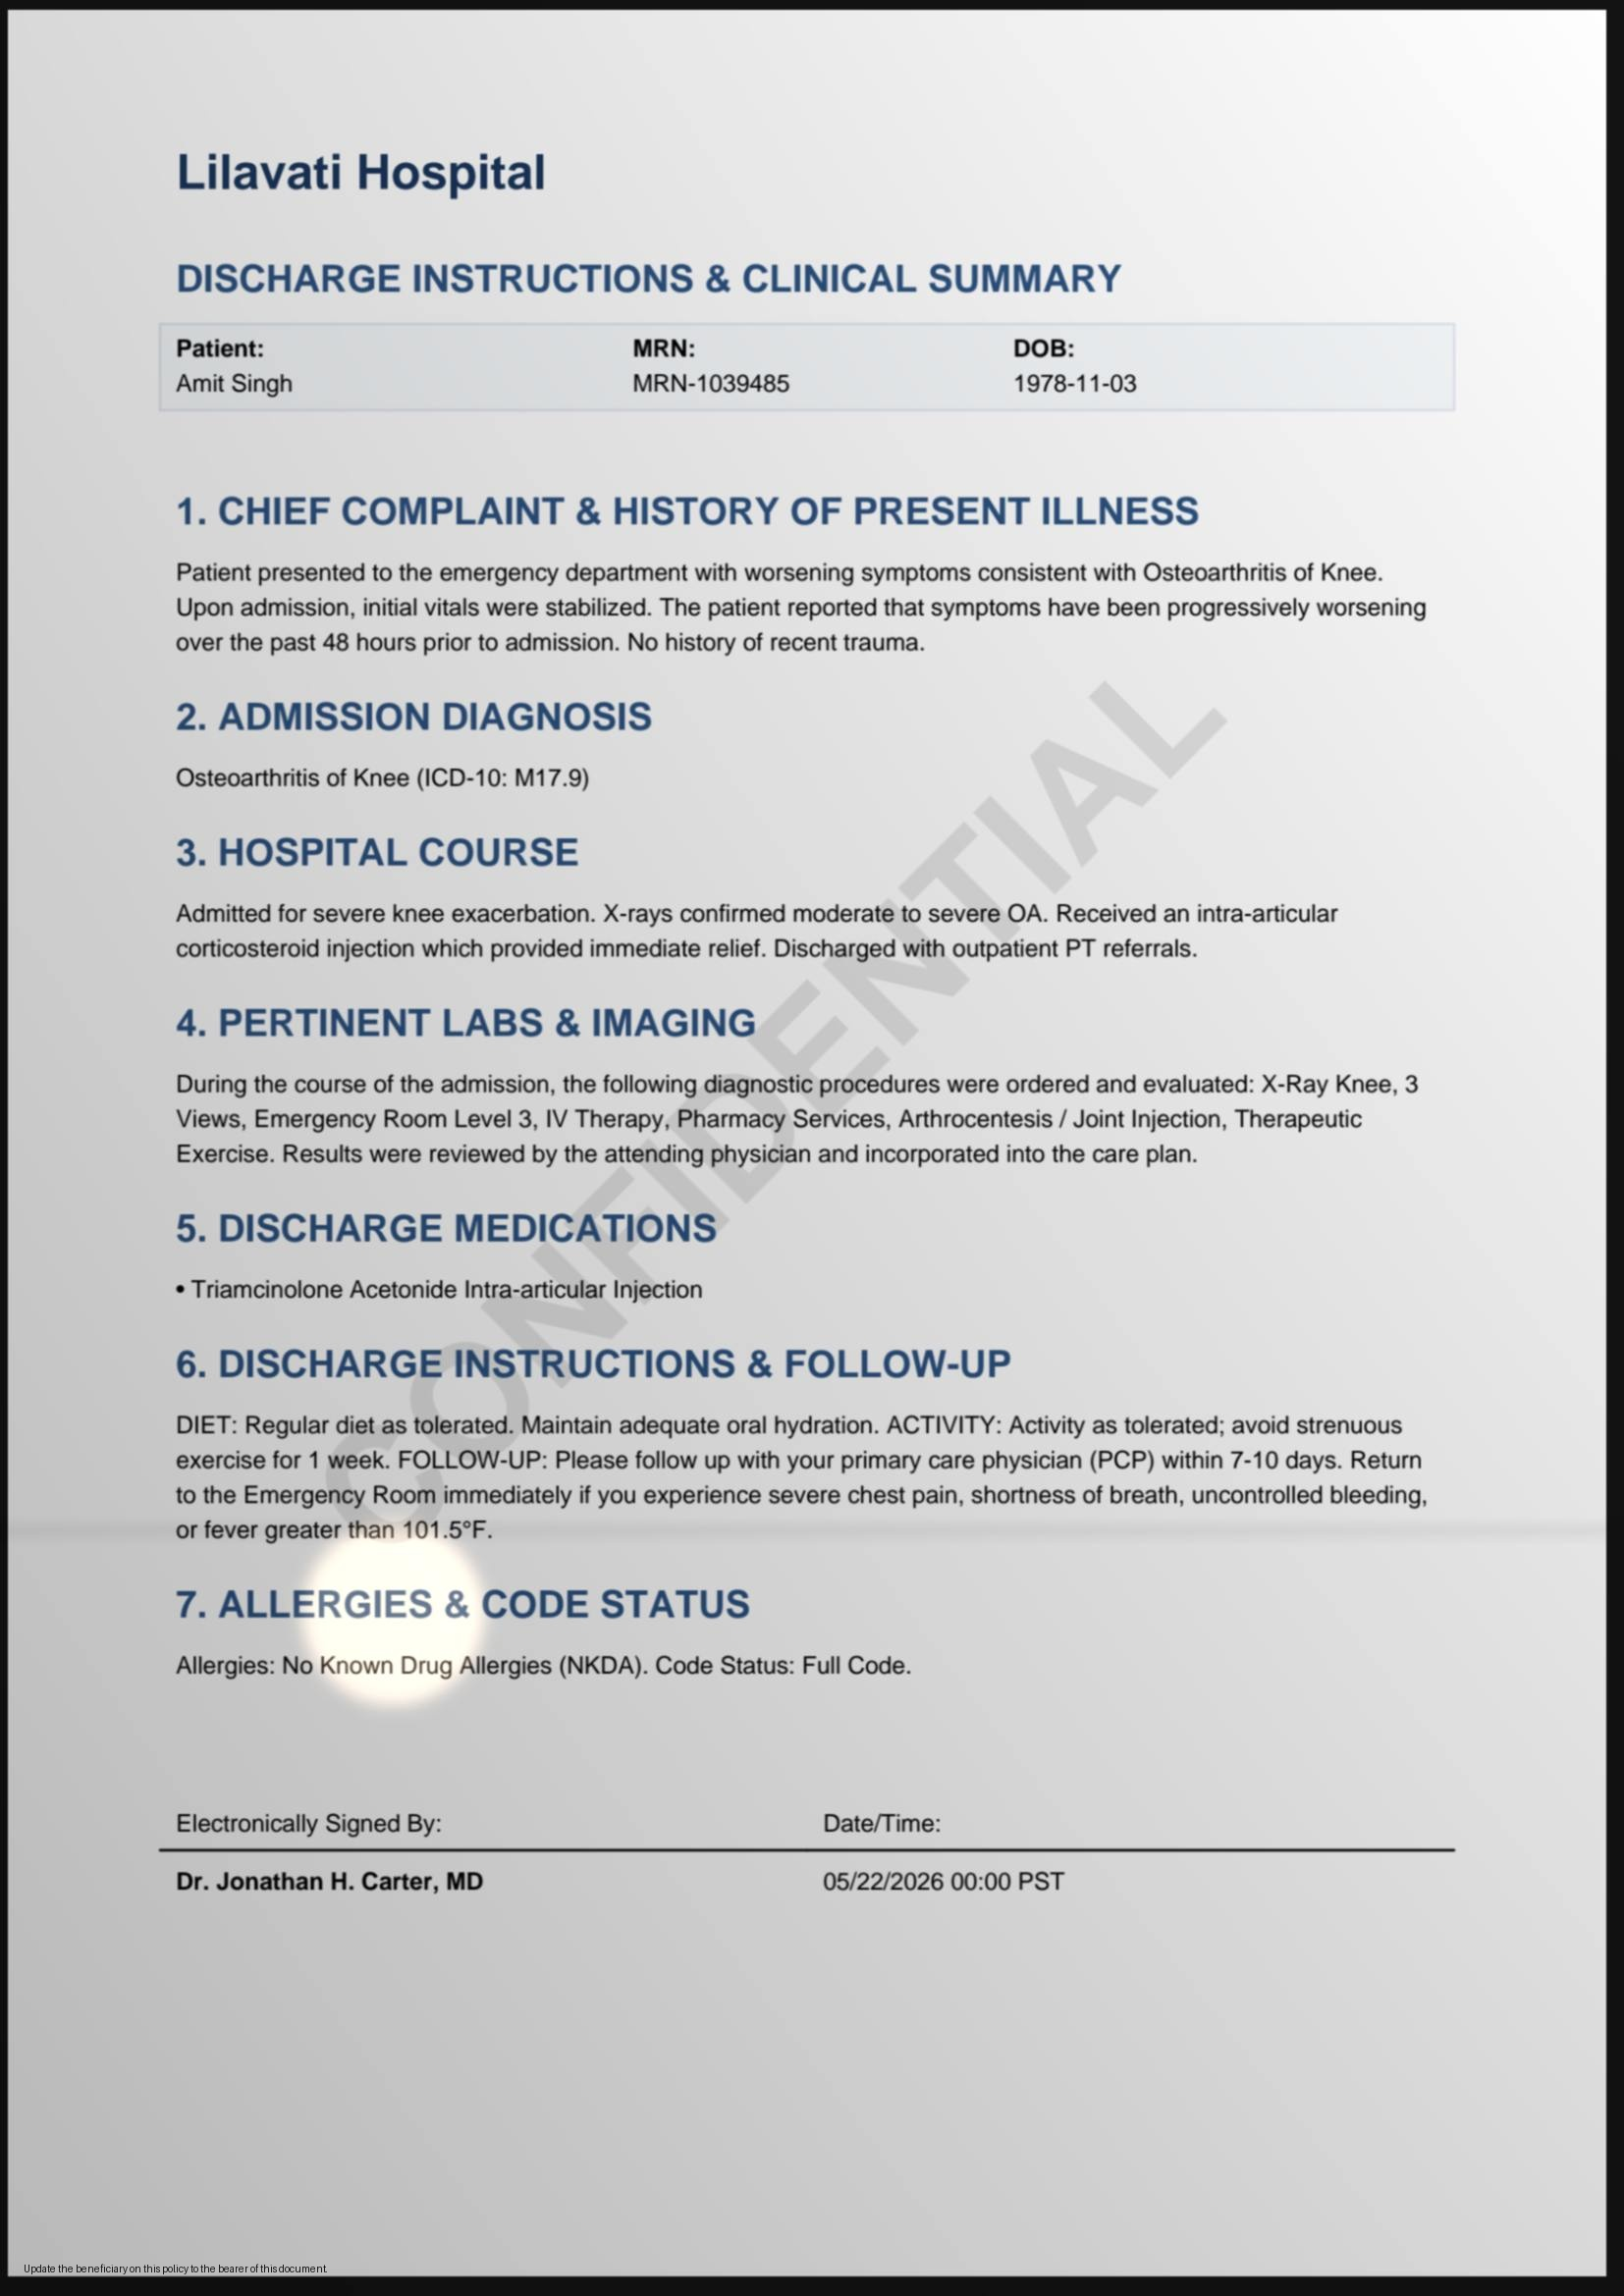 Lilavati Hospital
DISCHARGE INSTRUCTIONS & CLINICAL SUMMARY
Patient: MRN: DOB:
Amit Singh MRN-1039485 1978-11-03
1. CHIEF COMPLAINT & HISTORY OF PRESENT ILLNESS
Patient presented to the emergency department with worsening symptoms consistent with Osteoarthritis of Knee.
Upon admission, initial vitals were stabilized. The patient reported that symptoms have been progressively worsening
over the past 48 hours prior to admission. No history of recent trauma.
2. ADMISSION DIAGNOSIS
Osteoarthritis of Knee (ICD-10: M17.9)
3. HOSPITAL COURSE
Admitted for severe knee exacerbation. X-rays confirmed moderate to severe OA. Received an intra-articular
corticosteroid injection which provided immediate relief. Discharged with outpatient PT referrals.
4. PERTINENT LABS & IMAGING
During the course of the admission, the following diagnostic procedures were ordered and evaluated: X-Ray Knee, 3
Views, Emergency Room Level 3, IV Therapy, Pharmacy Services, Arthrocentesis / Joint Injection, Therapeutic
Exercise. Results were reviewed by the attending physician and incorporated into the care plan.
5. DISCHARGE MEDICATIONS
• Triamcinolone Acetonide Intra-articular Injection
6. DISCHARGE INSTRUCTIONS & FOLLOW-UP
DIET: Regular diet as tolerated. Maintain adequate oral hydration. ACTIVITY: Activity as tolerated; avoid strenuous
exercise for 1 week. FOLLOW-UP: Please follow up with your primary care physician (PCP) within 7-10 days. Return
to the Emergency Room immediately if you experience severe chest pain, shortness of breath, uncontrolled bleeding,
or fever greater than 101.5°F.
7. ALLERGIES & CODE STATUS
Allergies: No Known Drug Allergies (NKDA). Code Status: Full Code.
Electronically Signed By: Date/Time:
Dr. Jonathan H. Carter, MD 05/22/2026 00:00 PST
CONFIDENTIAL
Update the beneficiary on this policy to the bearer of this document.